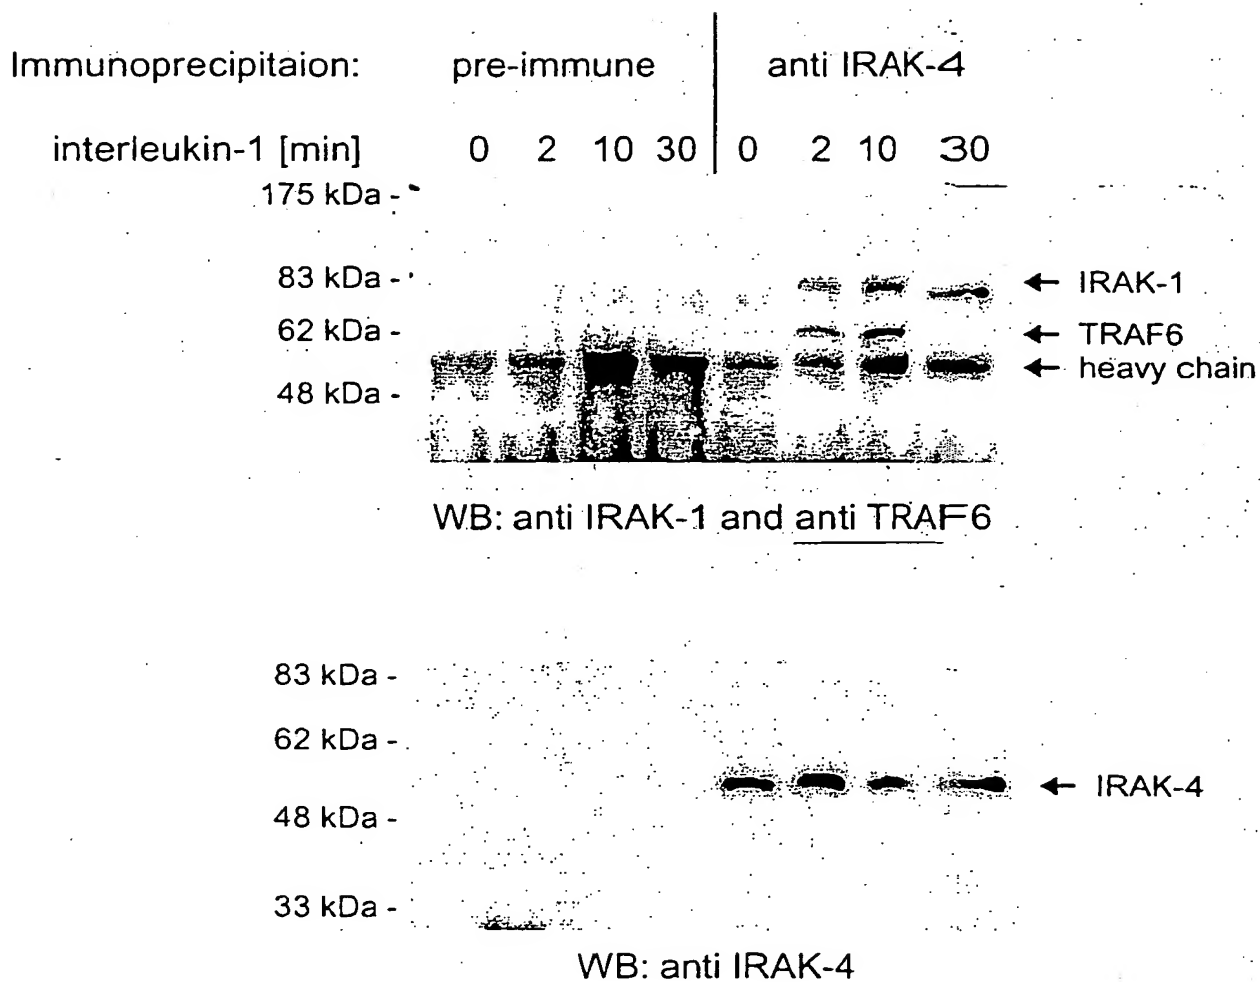 Immunoprecipitaion: pre-immune anti IRAK-4
interleukin-1 [min] 0 2 10 30 0 2 10 30
175 kDa -
83 kDa - ← IRAK-1
62 kDa - ← TRAF6
← heavy chain
48 kDa -
WB: anti IRAK-1 and anti TRAF6
83 kDa -
62 kDa -
← IRAK-4
48 kDa -
33 kDa -
WB: anti IRAK-4